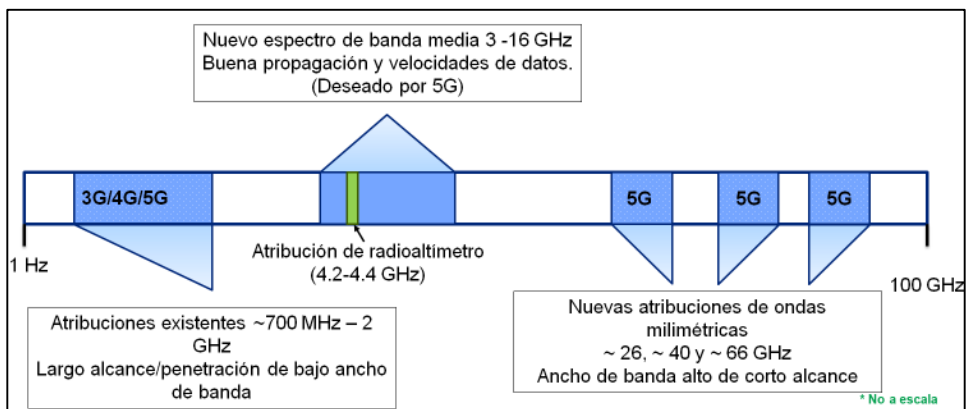 Nuevo espectro de banda media 3 -16 GHz
Buena propagación y velocidades de datos.
(Deseado por 5G)
3G/4G/5G
5G
5G
5G
Atribución de radioaltímetro
(4.2-4.4 GHz)
1 Hz
100 GHz
Atribuciones existentes ~700 MHz – 2
GHz
Largo alcance/penetración de bajo ancho
de banda
Nuevas atribuciones de ondas
milimétricas
~ 26, ~ 40 y ~ 66 GHz
Ancho de banda alto de corto alcance
* No a escala